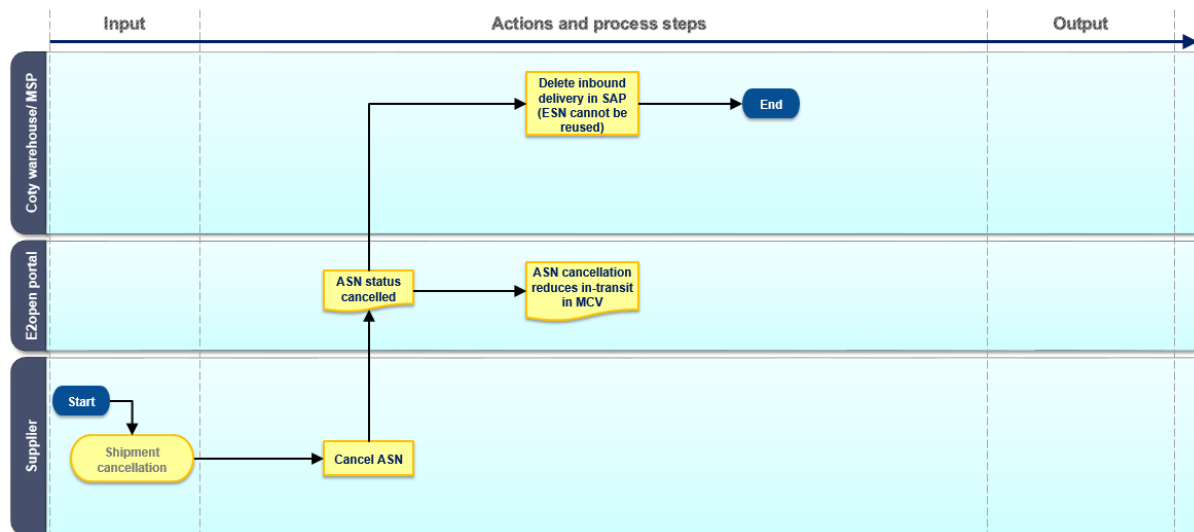 Input
Actions and process steps
Output
Coty warehouse/ MSP
Delete inbound
delivery in SAP
(ESN cannot be
reused)
End
E2open portal
ASN status
cancelled
ASN cancellation
reduces in-transit
in MCV
Supplier
Start
Shipment
cancellation
Cancel ASN